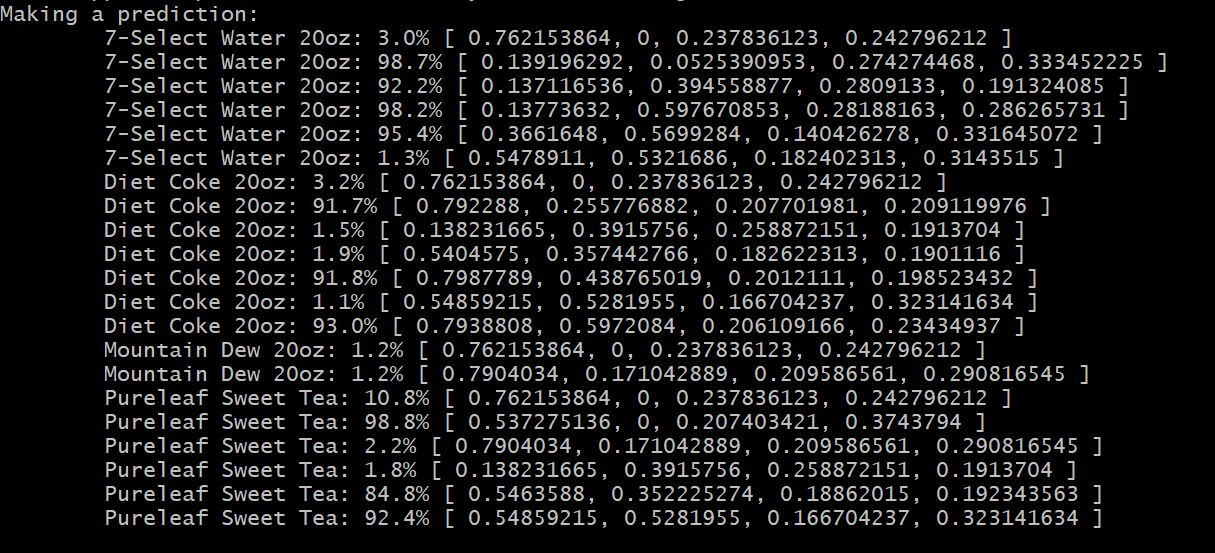 Making a prediction:
7-Select Water 20oz: 3.0% [ 0.762153864, 0, 0.237836123, 0.242796212 ]
7-Select Water 20oz: 98.7% [ 0.139196292, 0.0525390953, 0.274274468, 0.333452225 ]
7-Select Water 20oz: 92.2% [ 0.137116536, 0.394558877, 0.2809133, 0.191324085 ]
7-Select Water 20oz: 98.2% [ 0.13773632, 0.597670853, 0.28188163, 0.286265731 ]
7-Select Water 20oz: 95.4% [ 0.3661648, 0.5699284, 0.140426278, 0.331645072 ]
7-Select Water 20oz: 1.3% [ 0.5478911, 0.5321686, 0.182402313, 0.3143515 ]
Diet Coke 20oz: 3.2% [ 0.762153864, 0, 0.237836123, 0.242796212 ]
Diet Coke 20oz: 91.7% [ 0.792288, 0.255776882, 0.207701981, 0.209119976 ]
Diet Coke 20oz: 1.5% [ 0.138231665, 0.3915756, 0.258872151, 0.1913704 ]
Diet Coke 20oz: 1.9% [ 0.5404575, 0.357442766, 0.182622313, 0.1901116 ]
Diet Coke 20oz: 91.8% [ 0.7987789, 0.438765019, 0.2012111, 0.198523432 ]
Diet Coke 20oz: 1.1% [ 0.54859215, 0.5281955, 0.166704237, 0.323141634 ]
Diet Coke 20oz: 93.0% [ 0.7938808, 0.5972084, 0.206109166, 0.23434937 ]
Mountain Dew 20oz: 1.2% [ 0.762153864, 0, 0.237836123, 0.242796212 ]
Mountain Dew 20oz: 1.2% [ 0.7904034, 0.171042889, 0.209586561, 0.290816545 ]
Pureleaf Sweet Tea: 10.8% [ 0.762153864, 0, 0.237836123, 0.242796212 ]
Pureleaf Sweet Tea: 98.8% [ 0.537275136, 0, 0.207403421, 0.3743794 ]
Pureleaf Sweet Tea: 2.2% [ 0.7904034, 0.171042889, 0.209586561, 0.290816545 ]
Pureleaf Sweet Tea: 1.8% [ 0.138231665, 0.3915756, 0.258872151, 0.1913704 ]
Pureleaf Sweet Tea: 84.8% [ 0.5463588, 0.352225274, 0.18862015, 0.192343563 ]
Pureleaf Sweet Tea: 92.4% [ 0.54859215, 0.5281955, 0.166704237, 0.323141634 ]